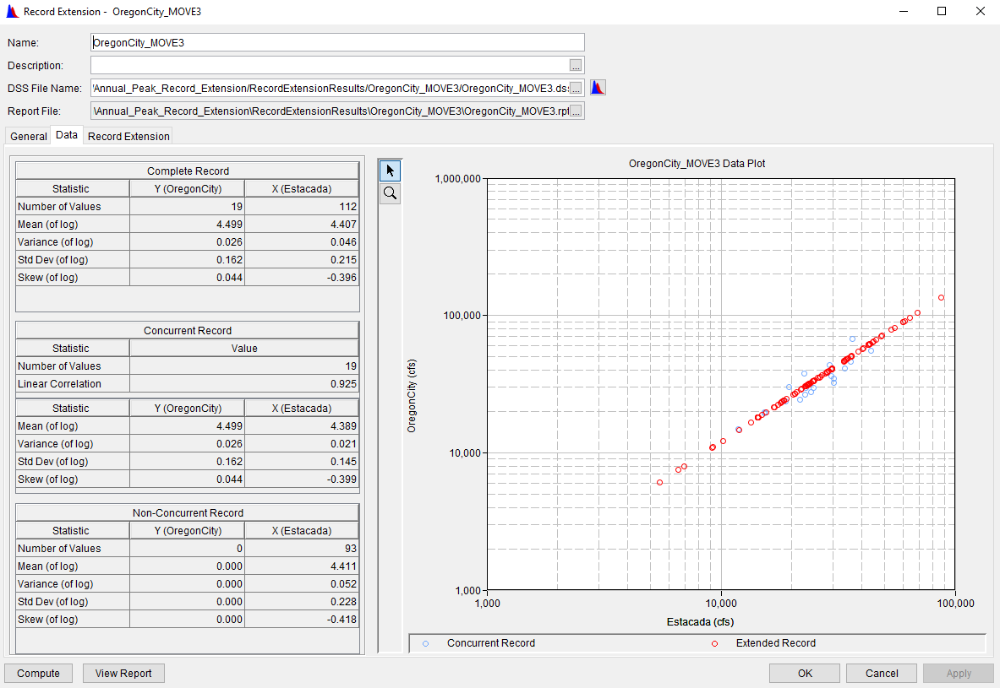 Record Extension - OregonCity_MOVE3
Name: OregonCity_MOVE3
Description: ...
DSS File Name: 'Annual_Peak_Record_Extension/RecordExtensionResults/OregonCity_MOVE3/OregonCity_MOVE3.ds ...
Report File: \Annual_Peak_Record_Extension\RecordExtensionResults\OregonCity_MOVE3\OregonCity_MOVE3.rpt ...
General Data Record Extension
Complete Record
Statistic Y (OregonCity) X (Estacada)
Number of Values 19 112
Mean (of log) 4.499 4.407
Variance (of log) 0.026 0.046
Std Dev (of log) 0.162 0.215
Skew (of log) 0.044 -0.396
Concurrent Record
Statistic Value
Number of Values 19
Linear Correlation 0.925
Statistic Y (OregonCity) X (Estacada)
Mean (of log) 4.499 4.389
Variance (of log) 0.026 0.021
Std Dev (of log) 0.162 0.145
Skew (of log) 0.044 -0.399
Non-Concurrent Record
Statistic Y (OregonCity) X (Estacada)
Number of Values 0 93
Mean (of log) 0.000 4.411
Variance (of log) 0.000 0.052
Std Dev (of log) 0.000 0.228
Skew (of log) 0.000 -0.418
OregonCity_MOVE3 Data Plot
1,000,000
100,000
10,000
1,000
OregonCity (cfs)
1,000 10,000 100,000
Estacada (cfs)
Concurrent Record Extended Record
Compute View Report OK Cancel Apply